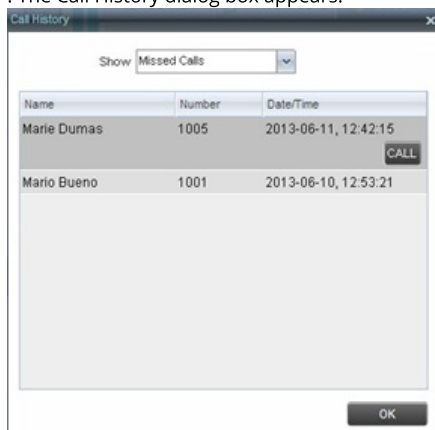 . The Call History dialog box appears.
Call History
Show Missed Calls
Name Number Date/Time
Marie Dumas 1005 2013-06-11, 12:42:15
CALL
Mario Bueno 1001 2013-06-10, 12:53:21
OK